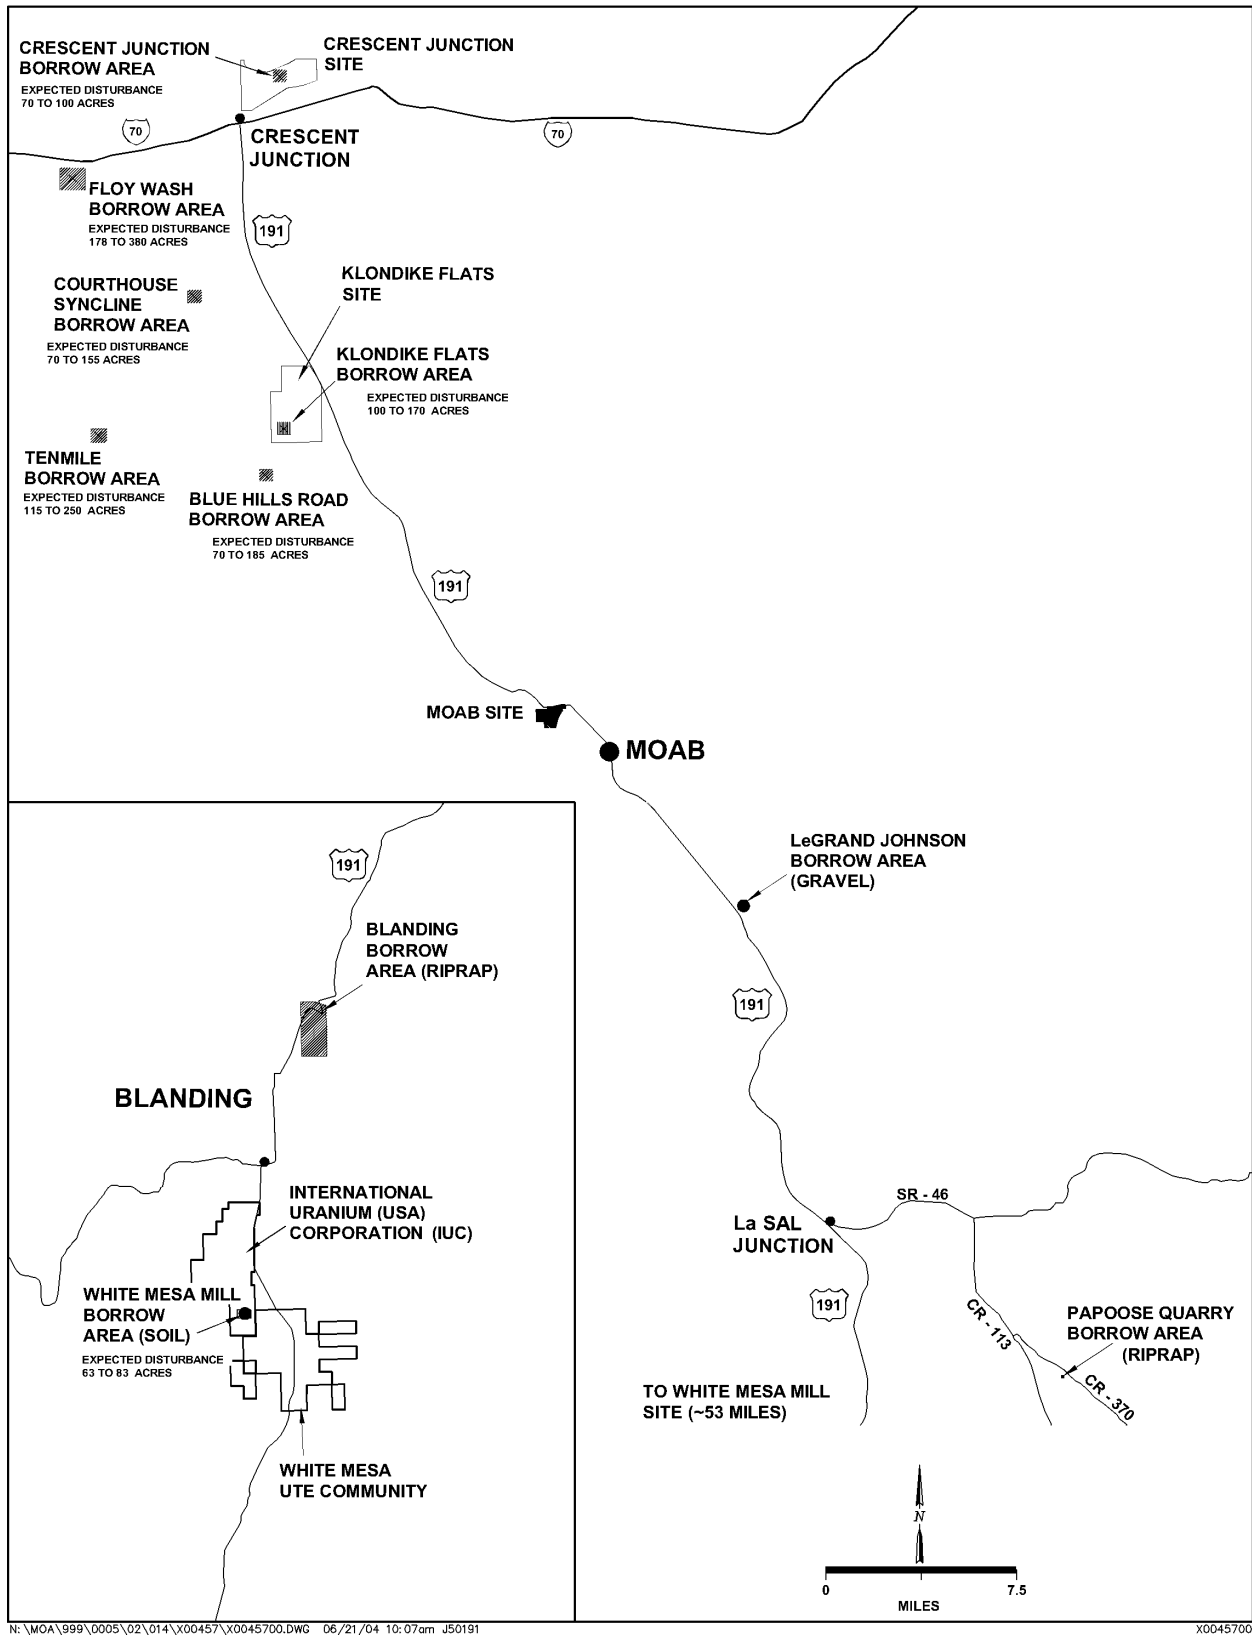 CRESCENT JUNCTION
BORROW AREA
EXPECTED DISTURBANCE
70 TO 100 ACRES
CRESCENT JUNCTION
SITE
70
CRESCENT
JUNCTION
70
FLOY WASH
BORROW AREA
EXPECTED DISTURBANCE
178 TO 380 ACRES
191
COURTHOUSE
SYNCLINE
BORROW AREA
EXPECTED DISTURBANCE
70 TO 155 ACRES
KLONDIKE FLATS
SITE
KLONDIKE FLATS
BORROW AREA
EXPECTED DISTURBANCE
100 TO 170 ACRES
TENMILE
BORROW AREA
EXPECTED DISTURBANCE
115 TO 250 ACRES
BLUE HILLS ROAD
BORROW AREA
EXPECTED DISTURBANCE
70 TO 185 ACRES
191
MOAB SITE
MOAB
LeGRAND JOHNSON
BORROW AREA
(GRAVEL)
191
SR - 46
La SAL
JUNCTION
191
CR - 113
PAPOOSE QUARRY
BORROW AREA
(RIPRAP)
CR - 370
TO WHITE MESA MILL
SITE (~53 MILES)
N
0 7.5
MILES
191
BLANDING
BORROW
AREA (RIPRAP)
BLANDING
INTERNATIONAL
URANIUM (USA)
CORPORATION (IUC)
WHITE MESA MILL
BORROW
AREA (SOIL)
EXPECTED DISTURBANCE
63 TO 83 ACRES
WHITE MESA
UTE COMMUNITY
N: \MOA\999\0005\02\014\X00457\X0045700.DWG 06/21/04 10:07am J50191
X0045700